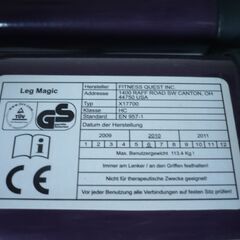 Leg Magic
Hersteller FITNESS QUEST INC.
Addresse 1400 RAFF ROAD SW CANTON, OH
44750 USA
Typ X17700
Klasse HC
Standard EN 957-1
Datum der Herstellung
2009 2010 2011
1 2 3 4 5 6 7 8 9 10 11 12
Max. Benutzergewicht: 113.4 kg
Immer am Lenker / an den Griffen festhalten!
Nicht für therapeutische Zwecke geeignet!
Vor jeder Benutzung alle Schrauben auf festen Sitz prüfen!
TÜV
GS
CE